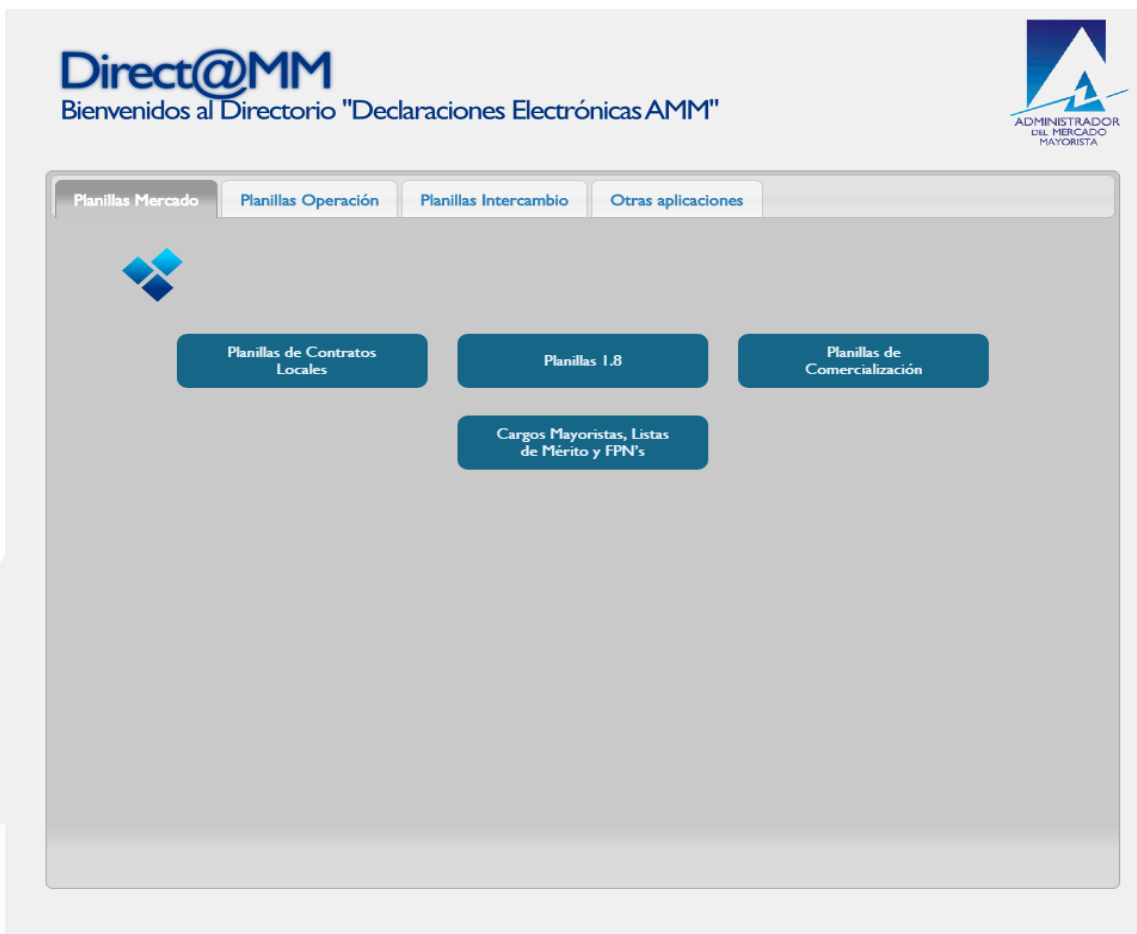 Direct@MM
Bienvenidos al Directorio "Declaraciones Electrónicas AMM"
ADMINISTRADOR
DEL MERCADO
MAYORISTA
Planillas Mercado
Planillas Operación
Planillas Intercambio
Otras aplicaciones
Planillas de Contratos
Locales
Planillas 1.8
Planillas de
Comercialización
Cargos Mayoristas, Listas
de Mérito y FPN's